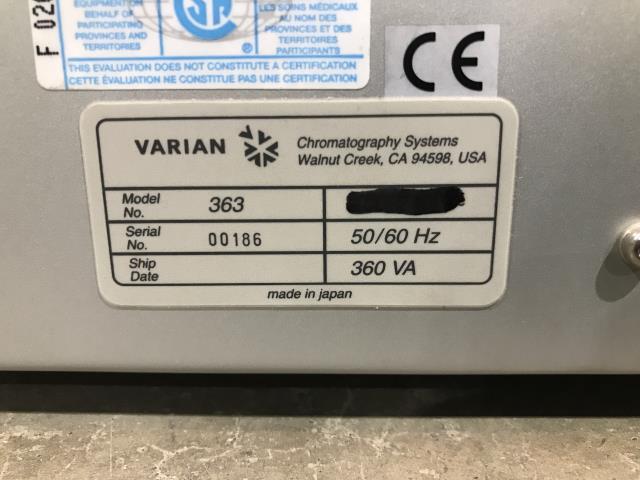 F 020
EQUIPMENT
BEHALF OF
PARTICIPATING
PROVINCES AND
TERRITORIES
LES SOINS MÉDICAUX
AU NOM DES
PROVINCES ET DES
TERRITOIRES
PARTICIPANTS
®
THIS EVALUATION DOES NOT CONSTITUTE A CERTIFICATION
CETTE ÉVALUATION NE CONSTITUE PAS UNE CERTIFICATION
CE
VARIAN
Chromatography Systems
Walnut Creek, CA 94598, USA
Model No. 363
Serial No. 00186 50/60 Hz
Ship Date 360 VA
made in japan